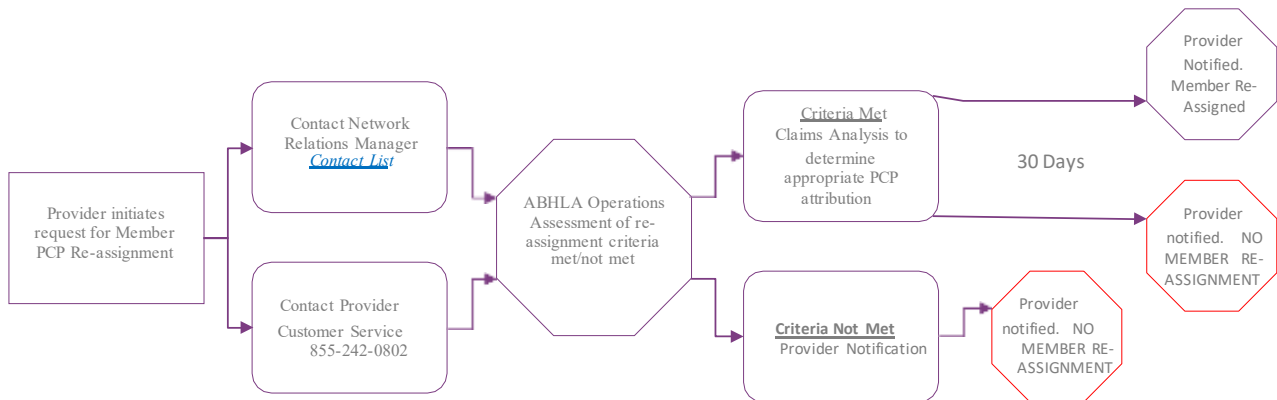 Provider initiates
request for Member
PCP Re-assignment
Contact Network
Relations Manager
Contact List
Contact Provider
Customer Service
855-242-0802
ABHLA Operations
Assessment of re-
assignment criteria
met/not met
Criteria Met
Claims Analysis to
determine
appropriate PCP
attribution
30 Days
Provider
Notified.
Member Re-
Assigned
Provider
notified. NO
MEMBER RE-
ASSIGNMENT
Criteria Not Met
Provider Notification
Provider
notified. NO
MEMBER RE-
ASSIGNMENT